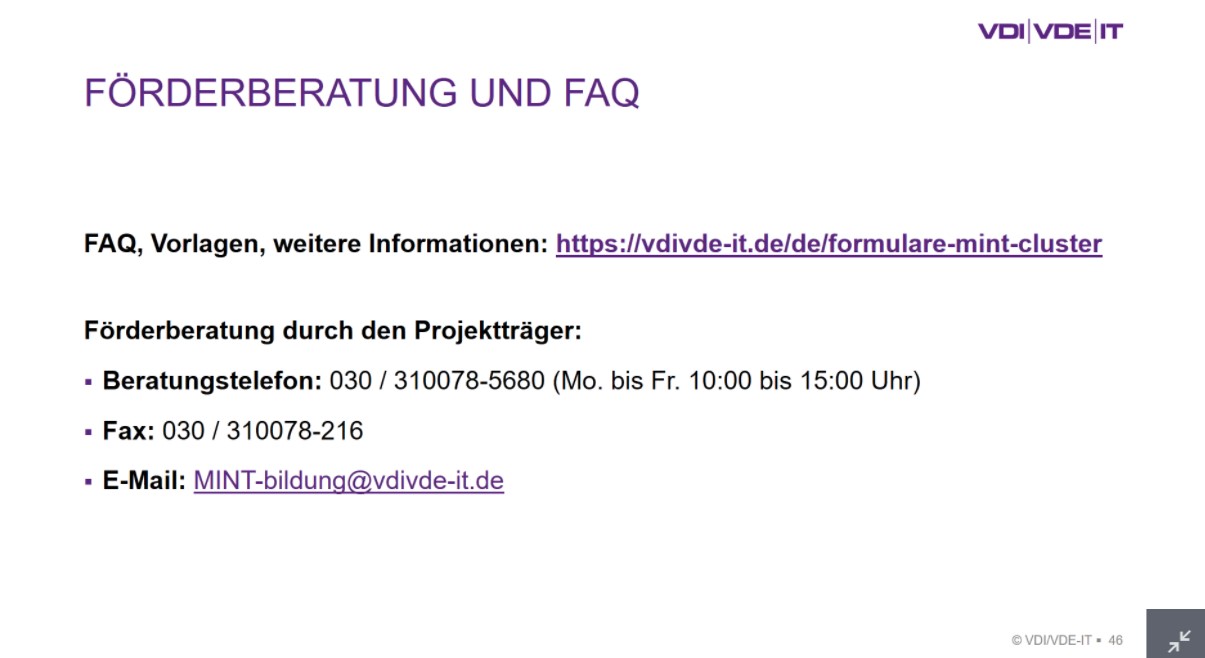 VDI|VDE|IT
FÖRDERBERATUNG UND FAQ
FAQ, Vorlagen, weitere Informationen: https://vdivde-it.de/de/formulare-mint-cluster
Förderberatung durch den Projektträger:
▪ Beratungstelefon: 030 / 310078-5680 (Mo. bis Fr. 10:00 bis 15:00 Uhr)
▪ Fax: 030 / 310078-216
▪ E-Mail: MINT-bildung@vdivde-it.de
© VDI/VDE-IT ▪ 46